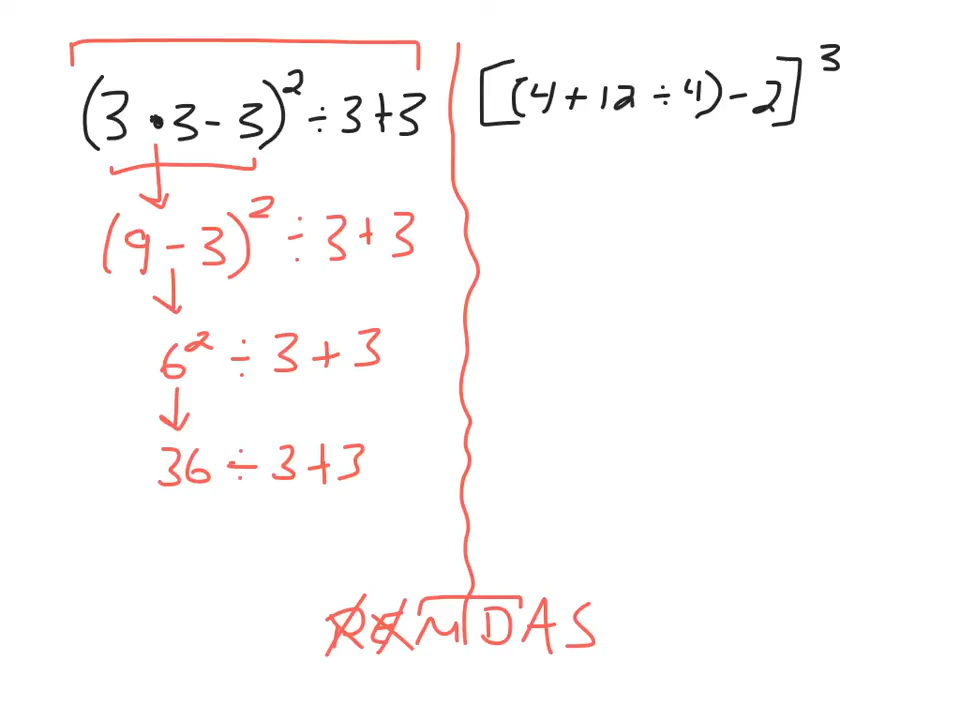 (3 • 3 - 3)² ÷ 3 + 3
(9 - 3)² ÷ 3 + 3
6² ÷ 3 + 3
36 ÷ 3 + 3
[(4 + 12 ÷ 4) - 2]³
PEMDAS